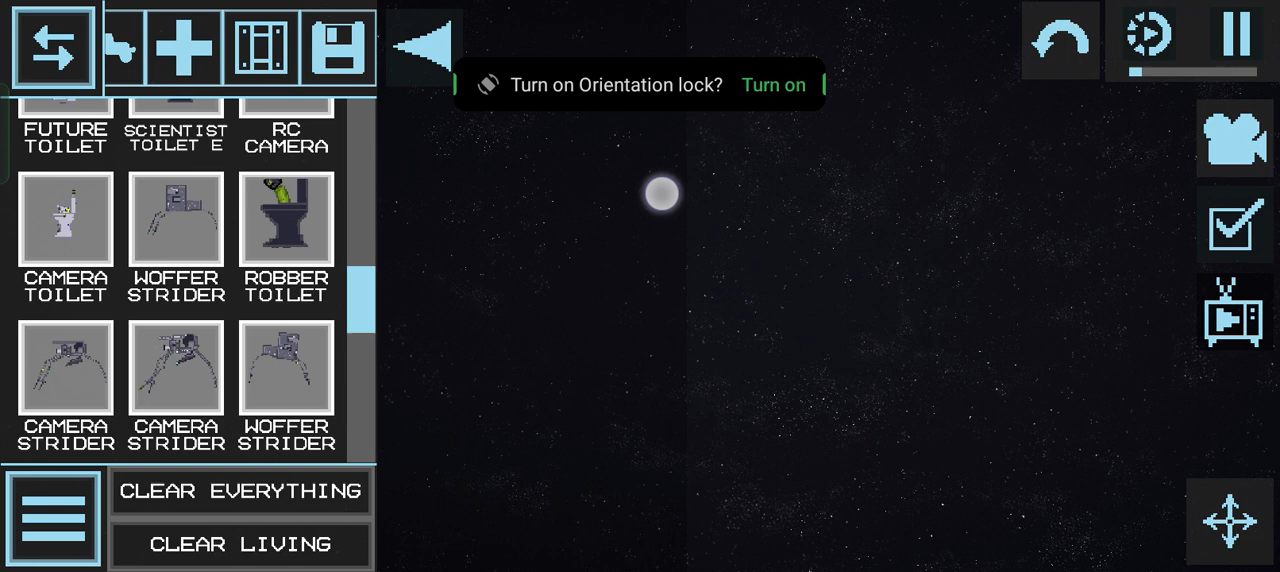 Turn on Orientation lock? Turn on
FUTURE TOILET
SCIENTIST TOILET E
RC CAMERA
CAMERA TOILET
WOFFER STRIDER
ROBBER TOILET
CAMERA STRIDER
CAMERA STRIDER
WOFFER STRIDER
CLEAR EVERYTHING
CLEAR LIVING